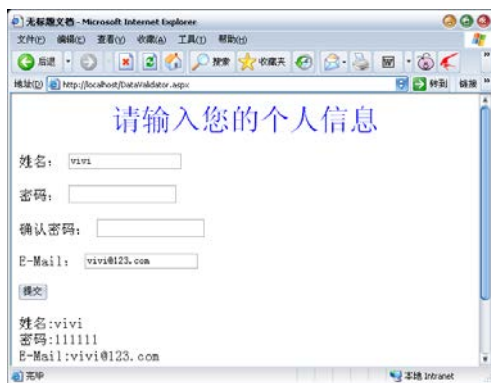 无标题文档 - Microsoft Internet Explorer
文件(F) 编辑(E) 查看(V) 收藏(A) 工具(T) 帮助(H)
后退 搜索 收藏夹
地址(D) http://localhost/DataValidator.aspx 转到 链接
请输入您的个人信息
姓名: vivi
密码:
确认密码:
E-Mail: vivi@123.com
提交
姓名:vivi
密码:111111
E-Mail:vivi@123.com
完毕 本地 Intranet